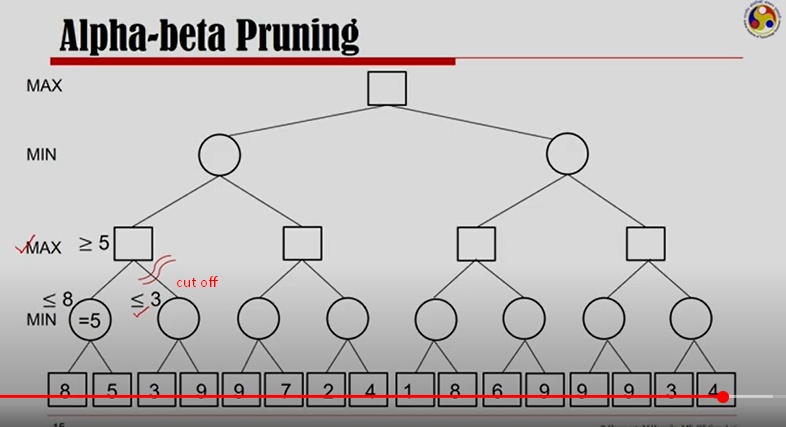 Alpha-beta Pruning
MAX
MIN
MAX ≥ 5
cut off
≤ 8 ≤ 3
MIN =5
8 5 3 9 9 7 2 4 1 8 6 9 9 9 3 4
15